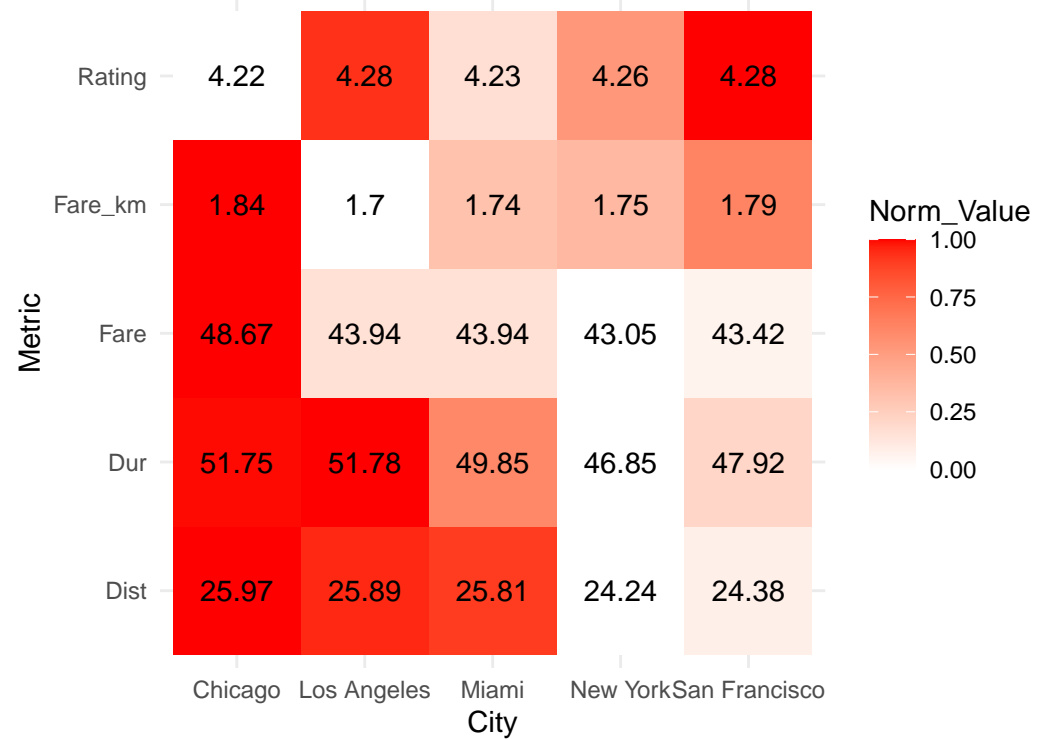 Rating 4.22 4.28 4.23 4.26 4.28
Fare_km 1.84 1.7 1.74 1.75 1.79
Fare 48.67 43.94 43.94 43.05 43.42
Dur 51.75 51.78 49.85 46.85 47.92
Dist 25.97 25.89 25.81 24.24 24.38
Chicago Los Angeles Miami New York San Francisco
City
Metric
Norm_Value
1.00
0.75
0.50
0.25
0.00